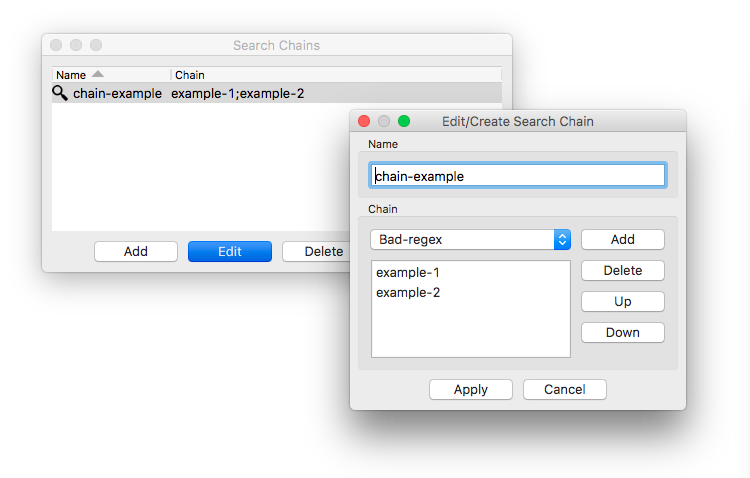 Search Chains
Name Chain
chain-example example-1;example-2
Add Edit Delete
Edit/Create Search Chain
Name
chain-example
Chain
Bad-regex Add
example-1
example-2
Delete
Up
Down
Apply Cancel